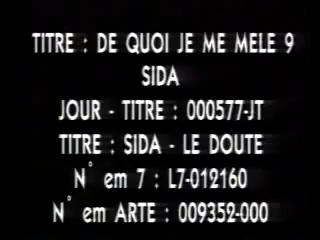 TITRE : DE QUOI JE ME MELE 9
SIDA
JOUR - TITRE : 000577-JT
TITRE : SIDA - LE DOUTE
N° em 7 : L7-012160
N° em ARTE : 009352-000